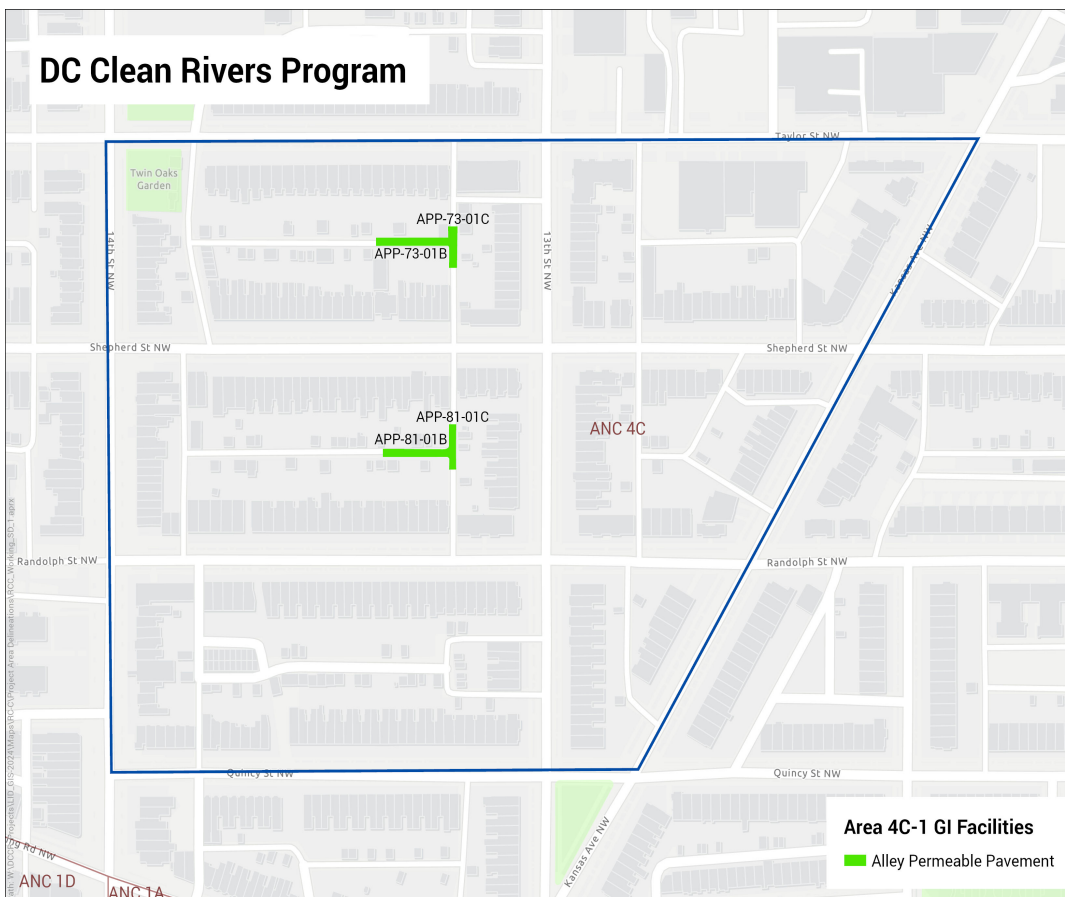 DC Clean Rivers Program
Taylor St NW
Twin Oaks
Garden
14th St NW
APP-73-01C
APP-73-01B
13th St NW
Kansas Ave NW
Shepherd St NW
Shepherd St NW
APP-81-01C
APP-81-01B
ANC 4C
Randolph St NW
Randolph St NW
Quincy St NW
Quincy St NW
Kansas Ave NW
Area 4C-1 GI Facilities
Alley Permeable Pavement
ing Rd NW
ANC 1D
ANC 1A